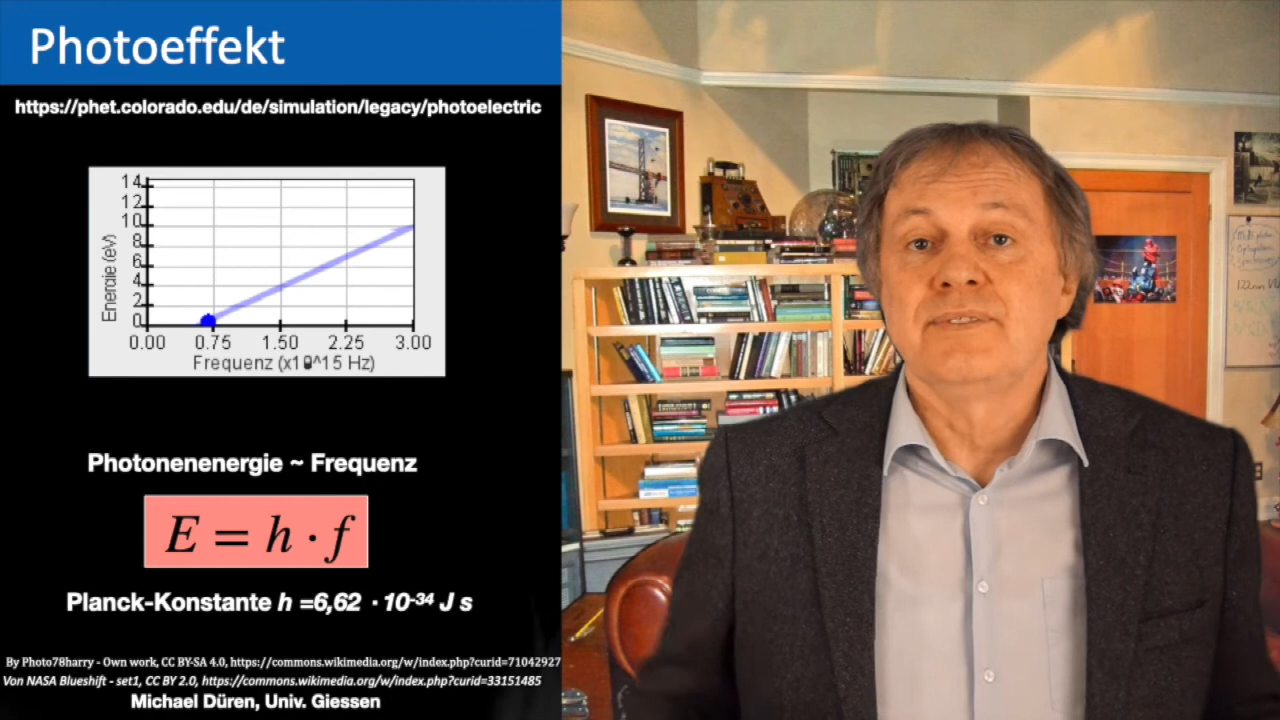 Photoeffekt
https://phet.colorado.edu/de/simulation/legacy/photoelectric
14
12
10
8
6
4
2
0
Energie (eV)
0.00 0.75 1.50 2.25 3.00
Frequenz (x10^15 Hz)
Photonenenergie ~ Frequenz
E = h · f
Planck-Konstante h =6,62 · 10⁻³⁴ J s
By Photo78harry - Own work, CC BY-SA 4.0, https://commons.wikimedia.org/w/index.php?curid=71042927
Von NASA Blueshift - set1, CC BY 2.0, https://commons.wikimedia.org/w/index.php?curid=33151485
Michael Düren, Univ. Giessen